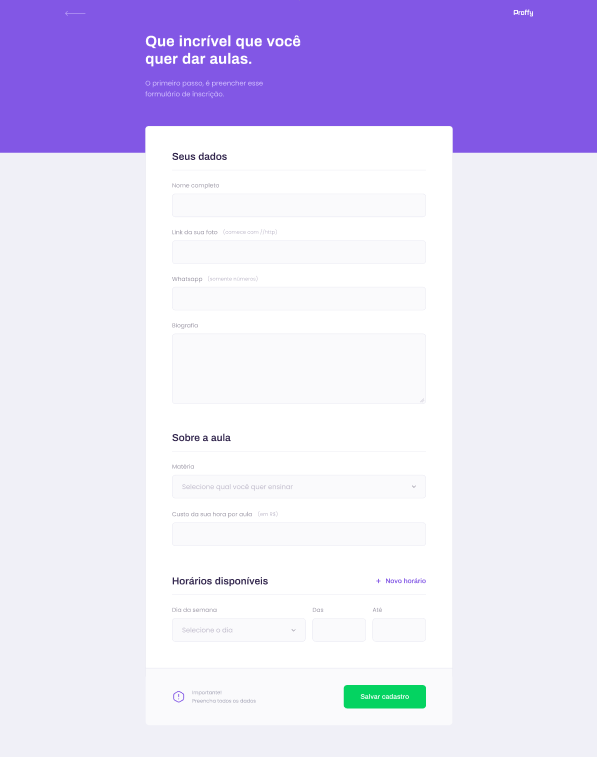 Proffy
Que incrível que você
quer dar aulas.
O primeiro passo, é preencher esse
formulário de inscrição.
Seus dados
Nome completo
Link da sua foto (comece com //http)
Whatsapp (somente números)
Biografia
Sobre a aula
Matéria
Selecione qual você quer ensinar
Custo da sua hora por aula (em R$)
Horários disponíveis
+ Novo horário
Dia da semana Das Até
Selecione o dia
Importante!
Preencha todos os dados
Salvar cadastro